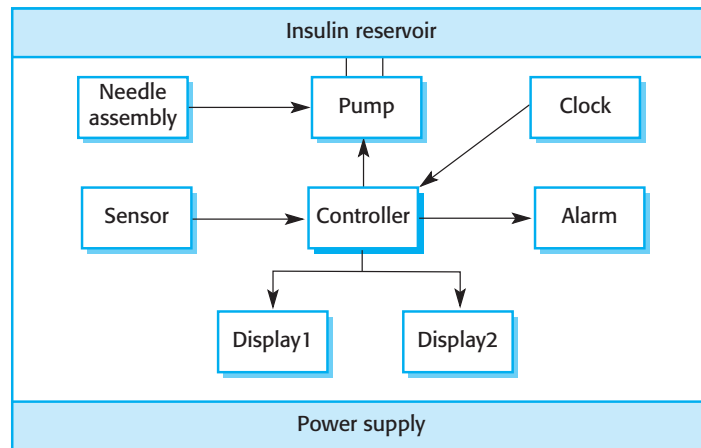 Insulin reservoir
Needle
assembly
Pump
Clock
Sensor
Controller
Alarm
Display1
Display2
Power supply